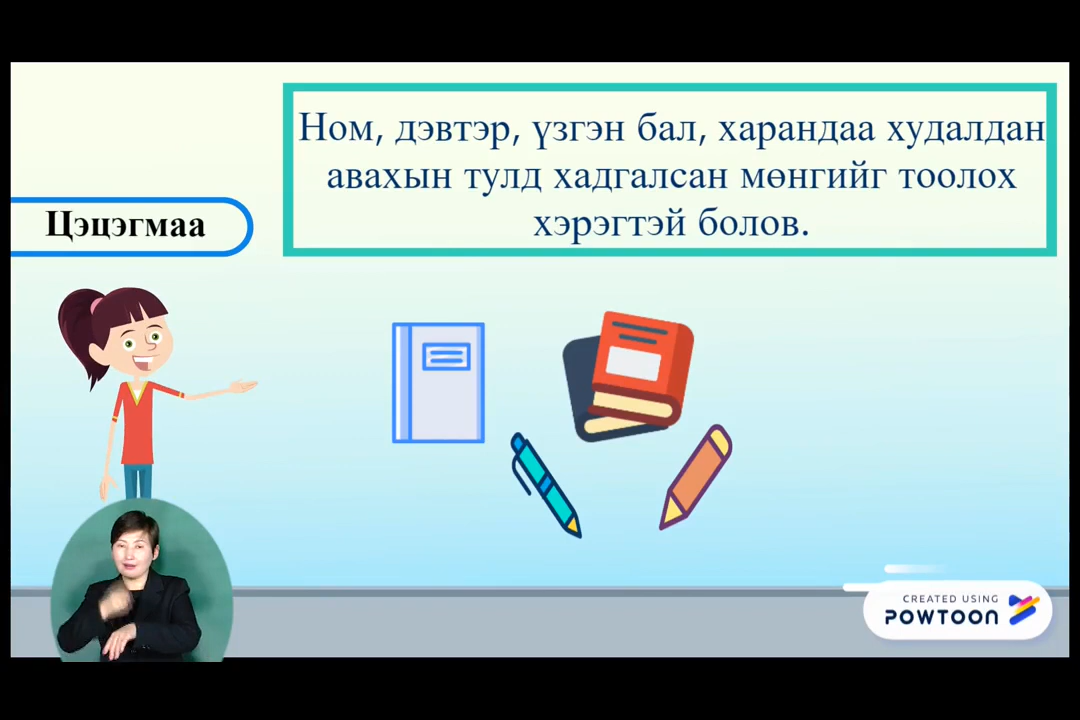 Ном, дэвтэр, үзгэн бал, харандаа худалдан
авахын тулд хадгалсан мөнгийг тоолох
хэрэгтэй болов.
Цэцэгмаа
CREATED USING
POWTOON